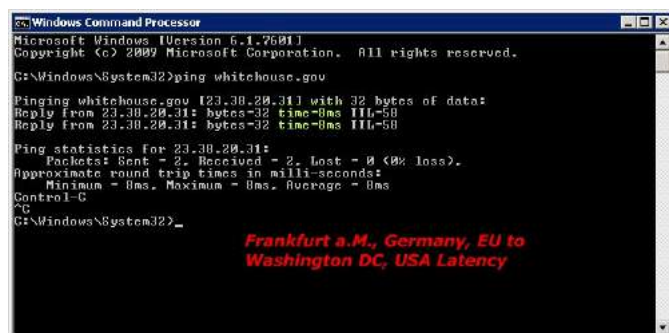 Windows Command Processor
Microsoft Windows [Version 6.1.7601]
Copyright (c) 2009 Microsoft Corporation.  All rights reserved.
C:\Windows\System32>ping whitehouse.gov
Pinging whitehouse.gov [23.38.20.31] with 32 bytes of data:
Reply from 23.38.20.31: bytes=32 time=8ms TTL=58
Reply from 23.38.20.31: bytes=32 time=8ms TTL=58
Ping statistics for 23.38.20.31:
Packets: Sent = 2, Received = 2, Lost = 0 (0% loss),
Approximate round trip times in milli-seconds:
Minimum = 8ms, Maximum = 8ms, Average = 8ms
Control-C
^C
C:\Windows\System32>_
Frankfurt a.M., Germany, EU to
Washington DC, USA Latency